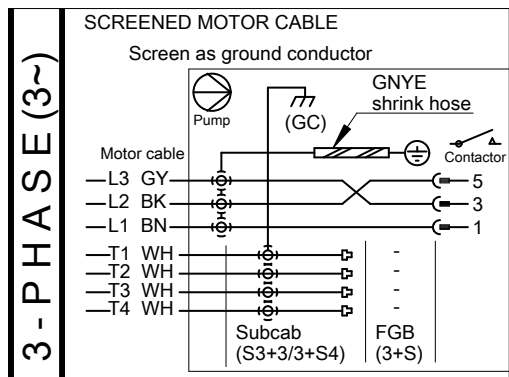 3 - PHASE (3~)
SCREENED MOTOR CABLE
Screen as ground conductor
GNYE
shrink hose
Pump
(GC)
Motor cable
Contactor
L3 GY 5
L2 BK 3
L1 BN 1
T1 WH -
T2 WH -
T3 WH -
T4 WH -
Subcab FGB
(S3+3/3+S4) (3+S)